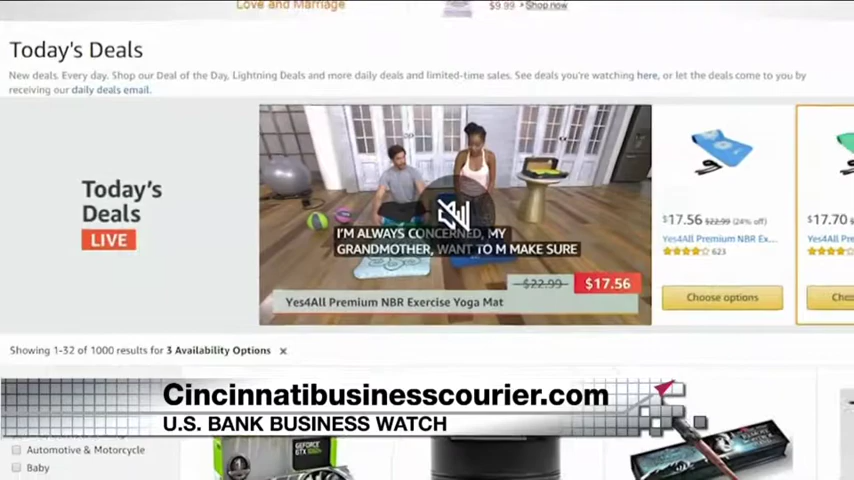 Love and Marriage
$9.99 Shop now
Today's Deals
New deals. Every day. Shop our Deal of the Day, Lightning Deals and more daily deals and limited-time sales. See deals you're watching here, or let the deals come to you by
receiving our daily deals email.
Today's
Deals
LIVE
I'M ALWAYS CONCERNED, MY
GRANDMOTHER, WANT TO M MAKE SURE
$22.99 $17.56
Yes4All Premium NBR Exercise Yoga Mat
$17.56 $22.99 (24% off)
Yes4All Premium NBR Ex...
623
Choose options
$17.70
Yes4All Pre
Cho
Showing 1-32 of 1000 results for 3 Availability Options x
Cincinnatibusinesscourier.com
U.S. BANK BUSINESS WATCH
Automotive & Motorcycle
Baby
GEFORCE